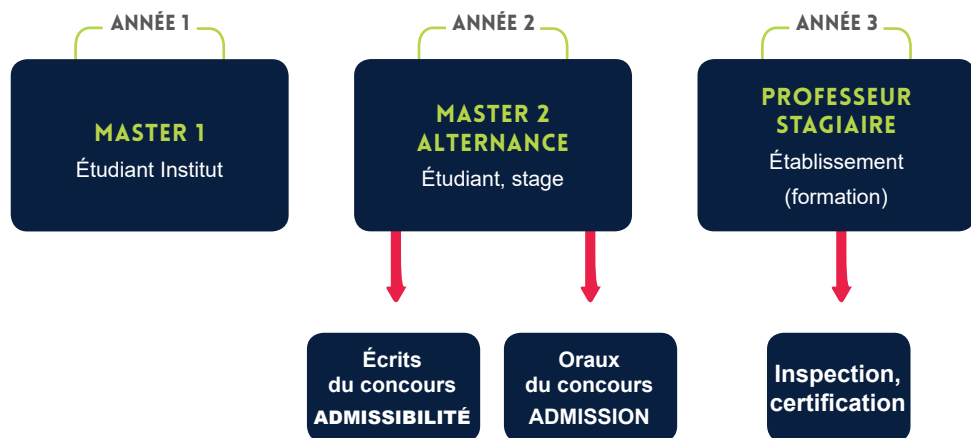 ANNÉE 1
ANNÉE 2
ANNÉE 3
MASTER 1
Étudiant Institut
MASTER 2
ALTERNANCE
Étudiant, stage
PROFESSEUR
STAGIAIRE
Établissement
(formation)
Écrits
du concours
ADMISSIBILITÉ
Oraux
du concours
ADMISSION
Inspection,
certification